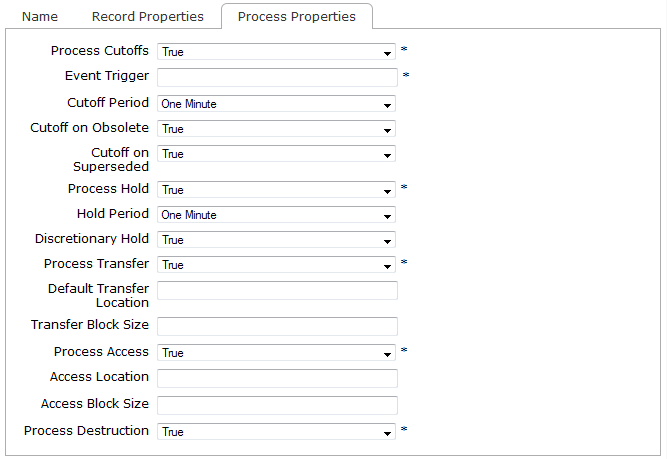 Name Record Properties Process Properties
Process Cutoffs True *
Event Trigger *
Cutoff Period One Minute
Cutoff on Obsolete True
Cutoff on True
Superseded
Process Hold True *
Hold Period One Minute
Discretionary Hold True
Process Transfer True *
Default Transfer
Location
Transfer Block Size
Process Access True *
Access Location
Access Block Size
Process Destruction True *